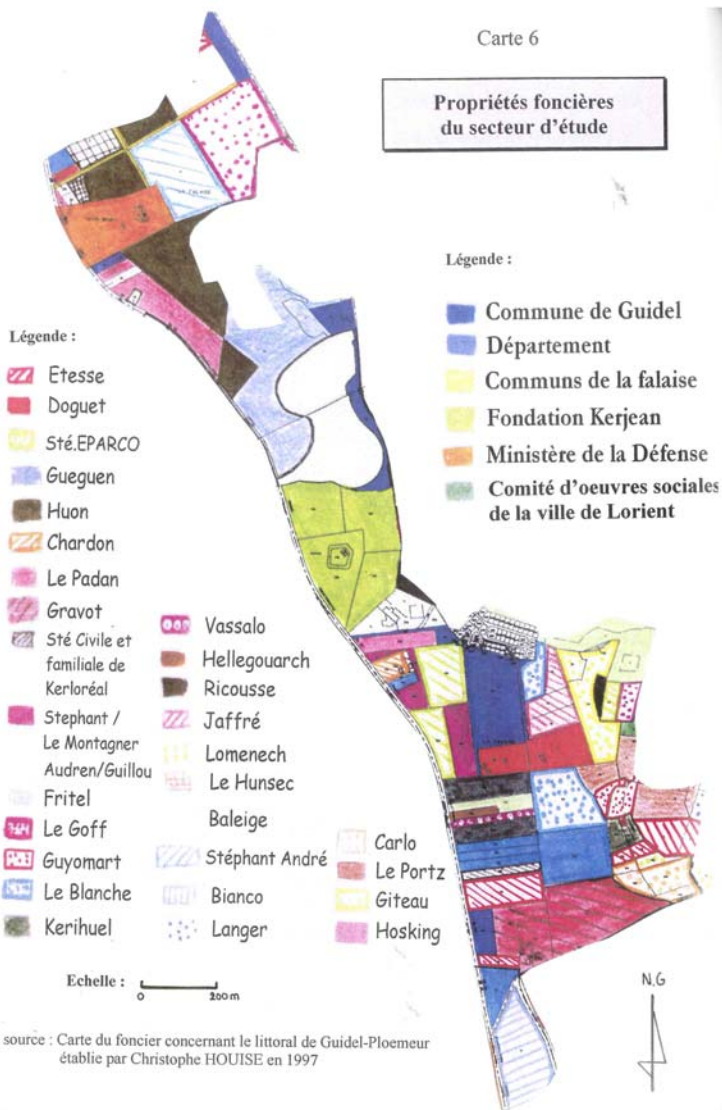 Carte 6
Propriétés foncières
du secteur d'étude
Légende :
Commune de Guidel
Département
Communs de la falaise
Fondation Kerjean
Ministère de la Défense
Comité d'oeuvres sociales
de la ville de Lorient
Légende :
Etesse
Doguet
Sté.EPARCO
Gueguen
Huon
Chardon
Le Padan
Gravot
Sté Civile et
familiale de
Kerloréal
Stephant /
Le Montagner
Audren/Guillou
Fritel
Le Goff
Guyomart
Le Blanche
Kerihuel
Vassalo
Hellegouarch
Ricousse
Jaffré
Lomenech
Le Hunsec
Baleige
Stéphant André
Bianco
Langer
Carlo
Le Portz
Giteau
Hosking
Echelle :
0 200m
N.G
source : Carte du foncier concernant le littoral de Guidel-Ploemeur
établie par Christophe HOUISE en 1997